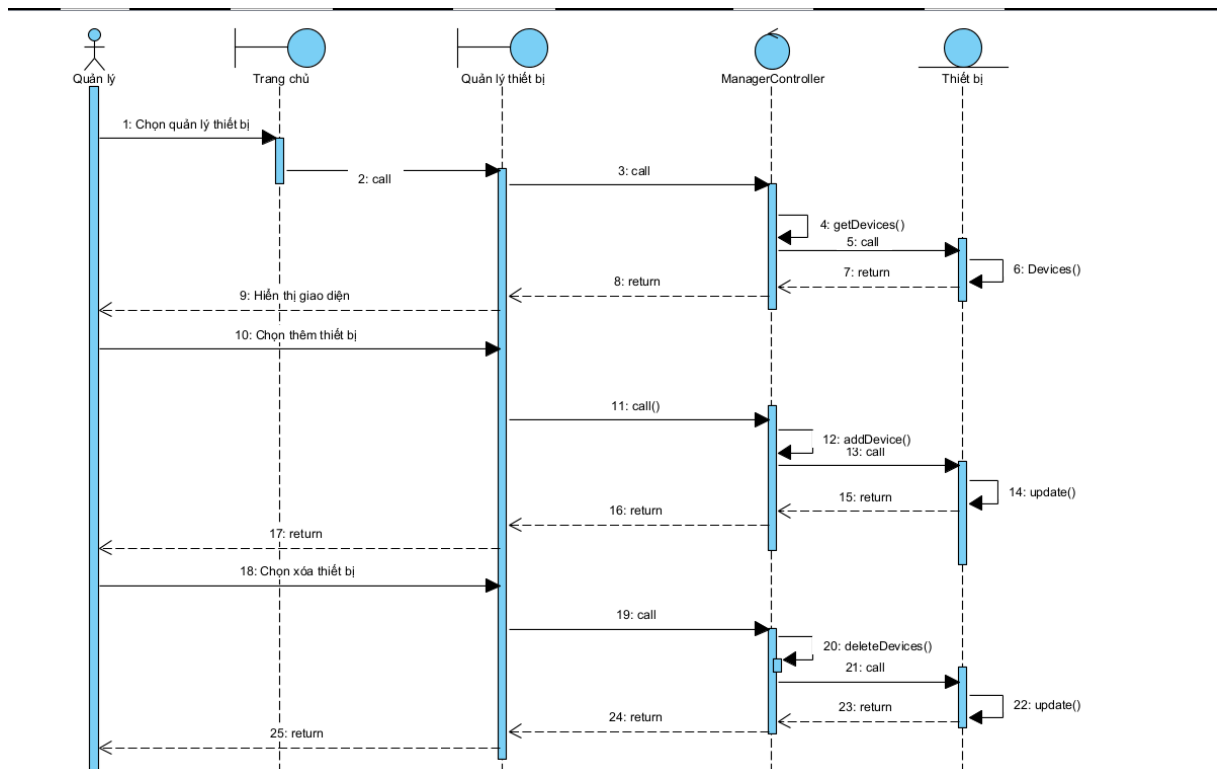 Quản lý
Trang chủ
Quản lý thiết bị
ManagerController
Thiết bị
1: Chọn quản lý thiết bị
2: call
3: call
4: getDevices()
5: call
6: Devices()
7: return
8: return
9: Hiển thị giao diện
10: Chọn thêm thiết bị
11: call()
12: addDevice()
13: call
14: update()
15: return
16: return
17: return
18: Chọn xóa thiết bị
19: call
20: deleteDevices()
21: call
22: update()
23: return
24: return
25: return